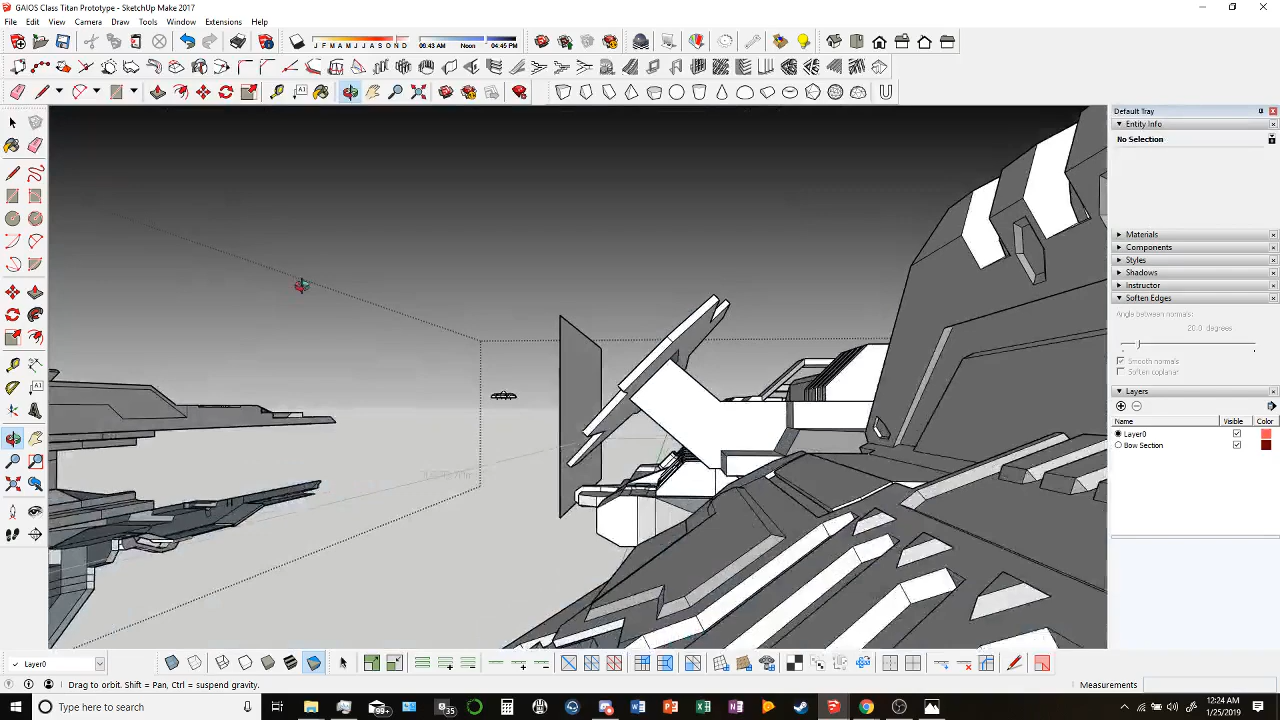 GAIOS Class Titan Prototype - SketchUp Make 2017
File Edit View Camera Draw Tools Window Extensions Help
J F M A M J J A S O N D
Noon
04:45 PM
Default Tray
Entity Info
No Selection
Materials
Components
Styles
Shadows
Instructor
Soften Edges
Angle between normals:
20.0 degrees
Smooth normals
Soften coplanar
Layers
Name Visible Color
Layer0
Bow Section
Layer0
Drag to orbit. Shift = Pan, Ctrl = suspend gravity.
Measurements
Type here to search
99+
35
12:24 AM
1/25/2019